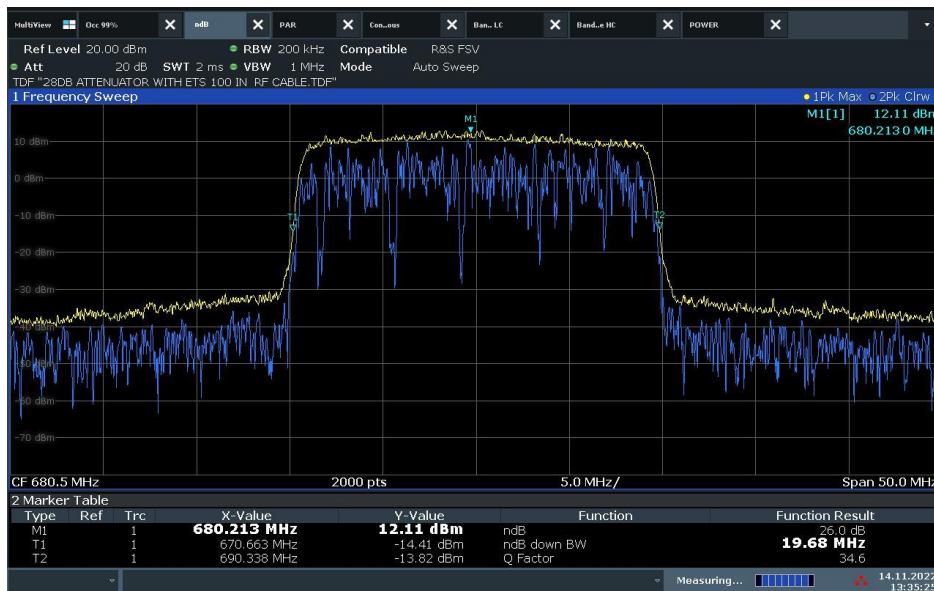 MultiView Occ 99% ndB PAR Con...ous Ban.. LC Band..e HC POWER
Ref Level 20.00 dBm RBW 200 kHz Compatible R&S FSV
Att 20 dB SWT 2 ms VBW 1 MHz Mode Auto Sweep
TDF "28DB ATTENUATOR WITH ETS 100 IN RF CABLE.TDF"
1 Frequency Sweep 1Pk Max 2Pk Clrw
M1[1] 12.11 dBm
680.2130 MHz
M1
10 dBm
0 dBm
-10 dBm
T1 T2
-20 dBm
-30 dBm
-40 dBm
-50 dBm
-60 dBm
-70 dBm
CF 680.5 MHz 2000 pts 5.0 MHz/ Span 50.0 MHz
2 Marker Table
Type Ref Trc X-Value Y-Value Function Function Result
M1 1 680.213 MHz 12.11 dBm ndB 26.0 dB
T1 1 670.663 MHz -14.41 dBm ndB down BW 19.68 MHz
T2 1 690.338 MHz -13.82 dBm Q Factor 34.6
Measuring... 14.11.2022
13:35:25